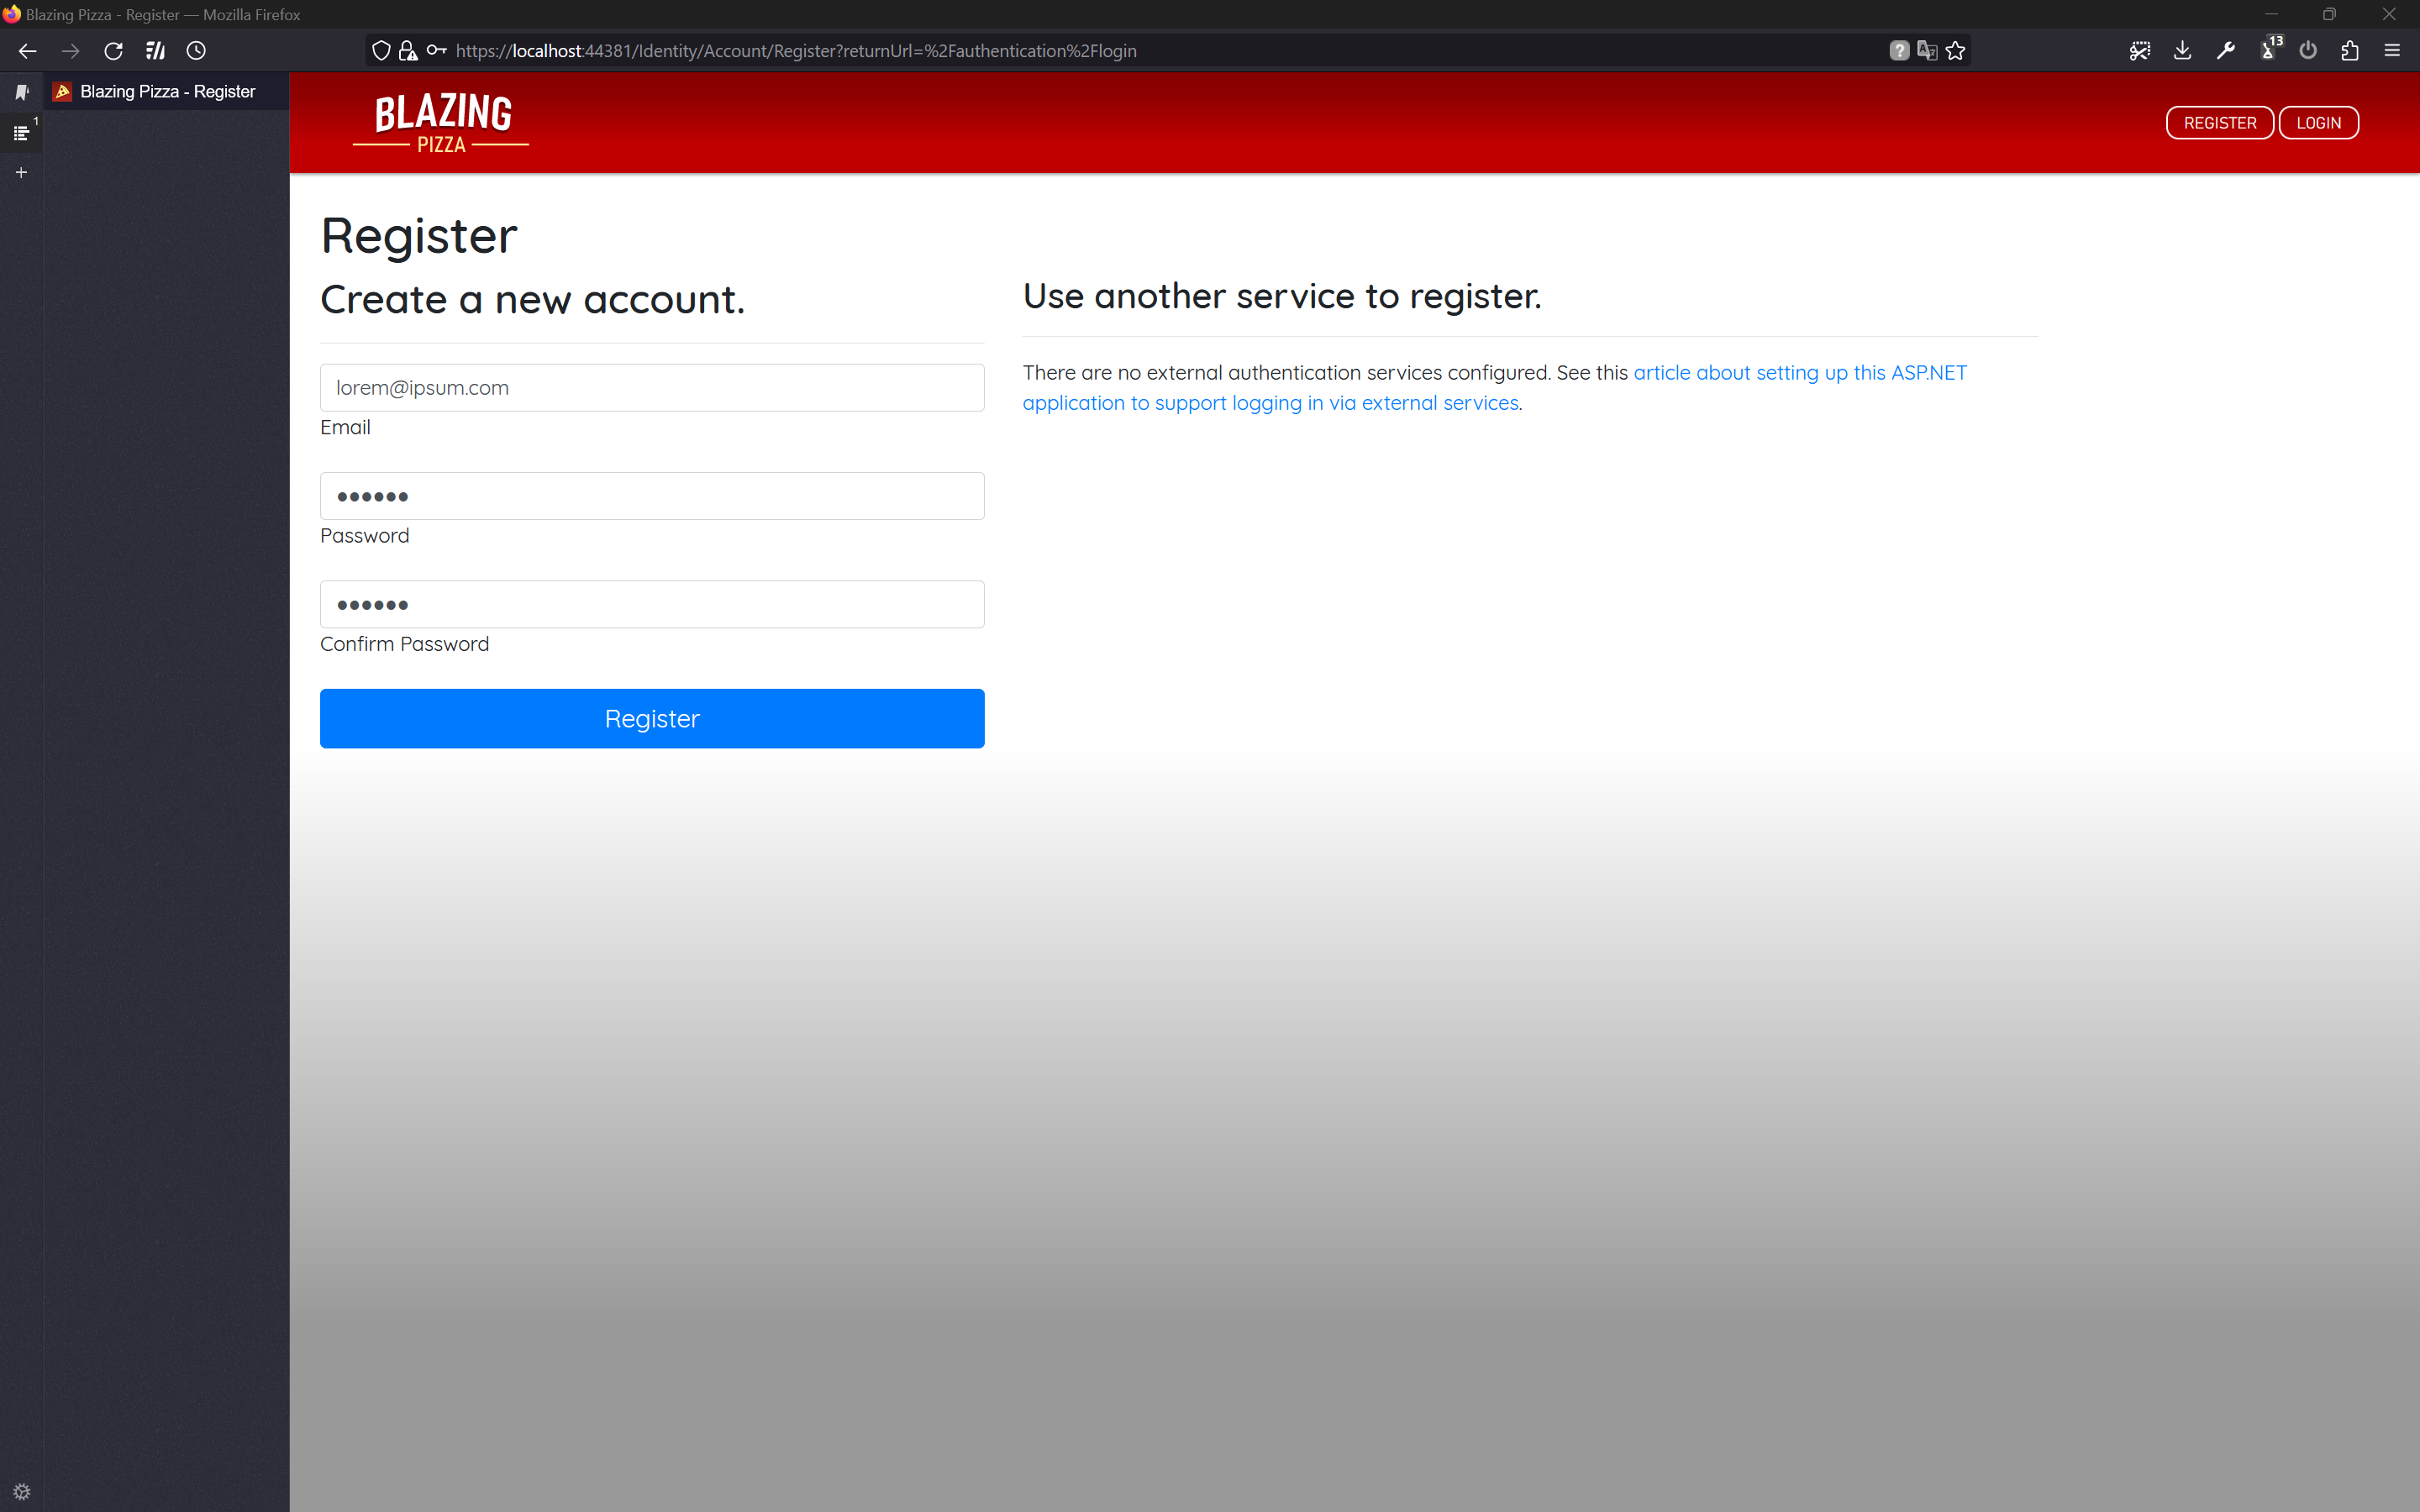 Blazing Pizza - Register — Mozilla Firefox
https://localhost:44381/Identity/Account/Register?returnUrl=%2Fauthentication%2Flogin
13
Blazing Pizza - Register
1
BLAZING
PIZZA
REGISTER
LOGIN
Register
Create a new account.
lorem@ipsum.com
Email
••••••
Password
••••••
Confirm Password
Register
Use another service to register.
There are no external authentication services configured. See this article about setting up this ASP.NET
application to support logging in via external services.